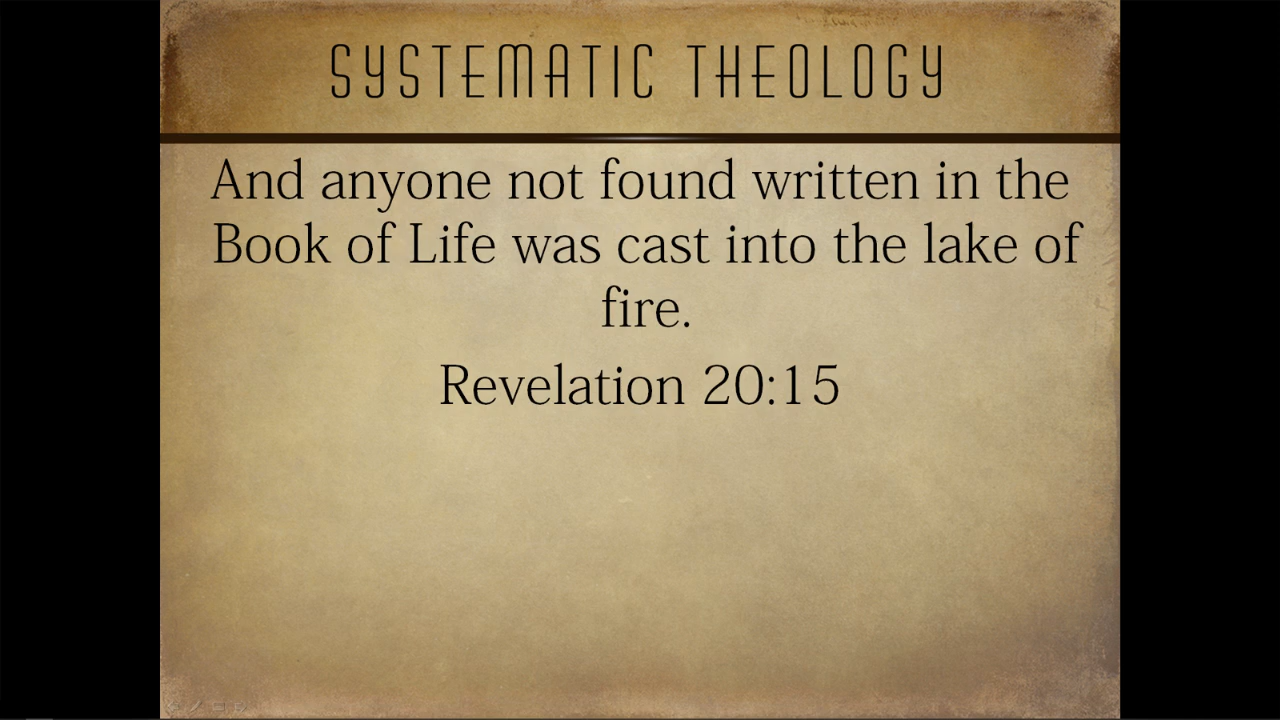 SYSTEMATIC THEOLOGY
And anyone not found written in the
Book of Life was cast into the lake of
fire.
Revelation 20:15